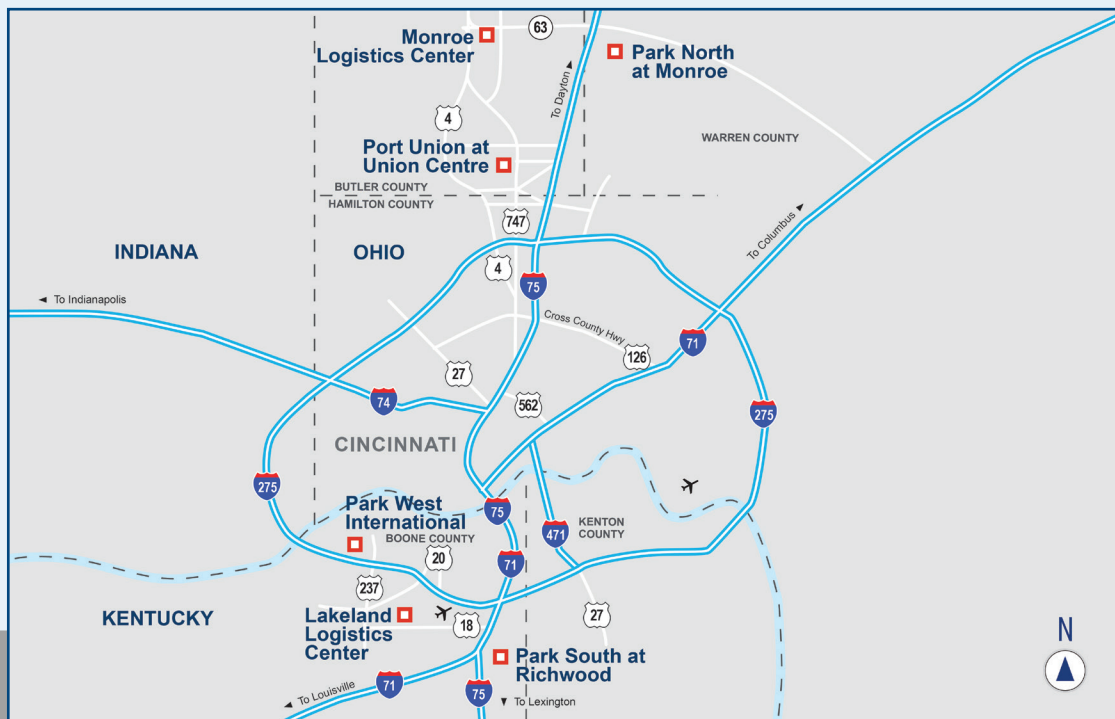 63
Monroe
Logistics Center
Park North
at Monroe
To Dayton
4
WARREN COUNTY
Port Union at
Union Centre
BUTLER COUNTY
HAMILTON COUNTY
747
To Columbus
INDIANA
OHIO
4
75
To Indianapolis
Cross County Hwy
126
71
27
74
562
275
CINCINNATI
275
Park West
International
75
BOONE COUNTY
471
KENTON
COUNTY
20
71
237
KENTUCKY
Lakeland
Logistics
Center
18
27
N
Park South at
Richwood
71
To Louisville
75
To Lexington